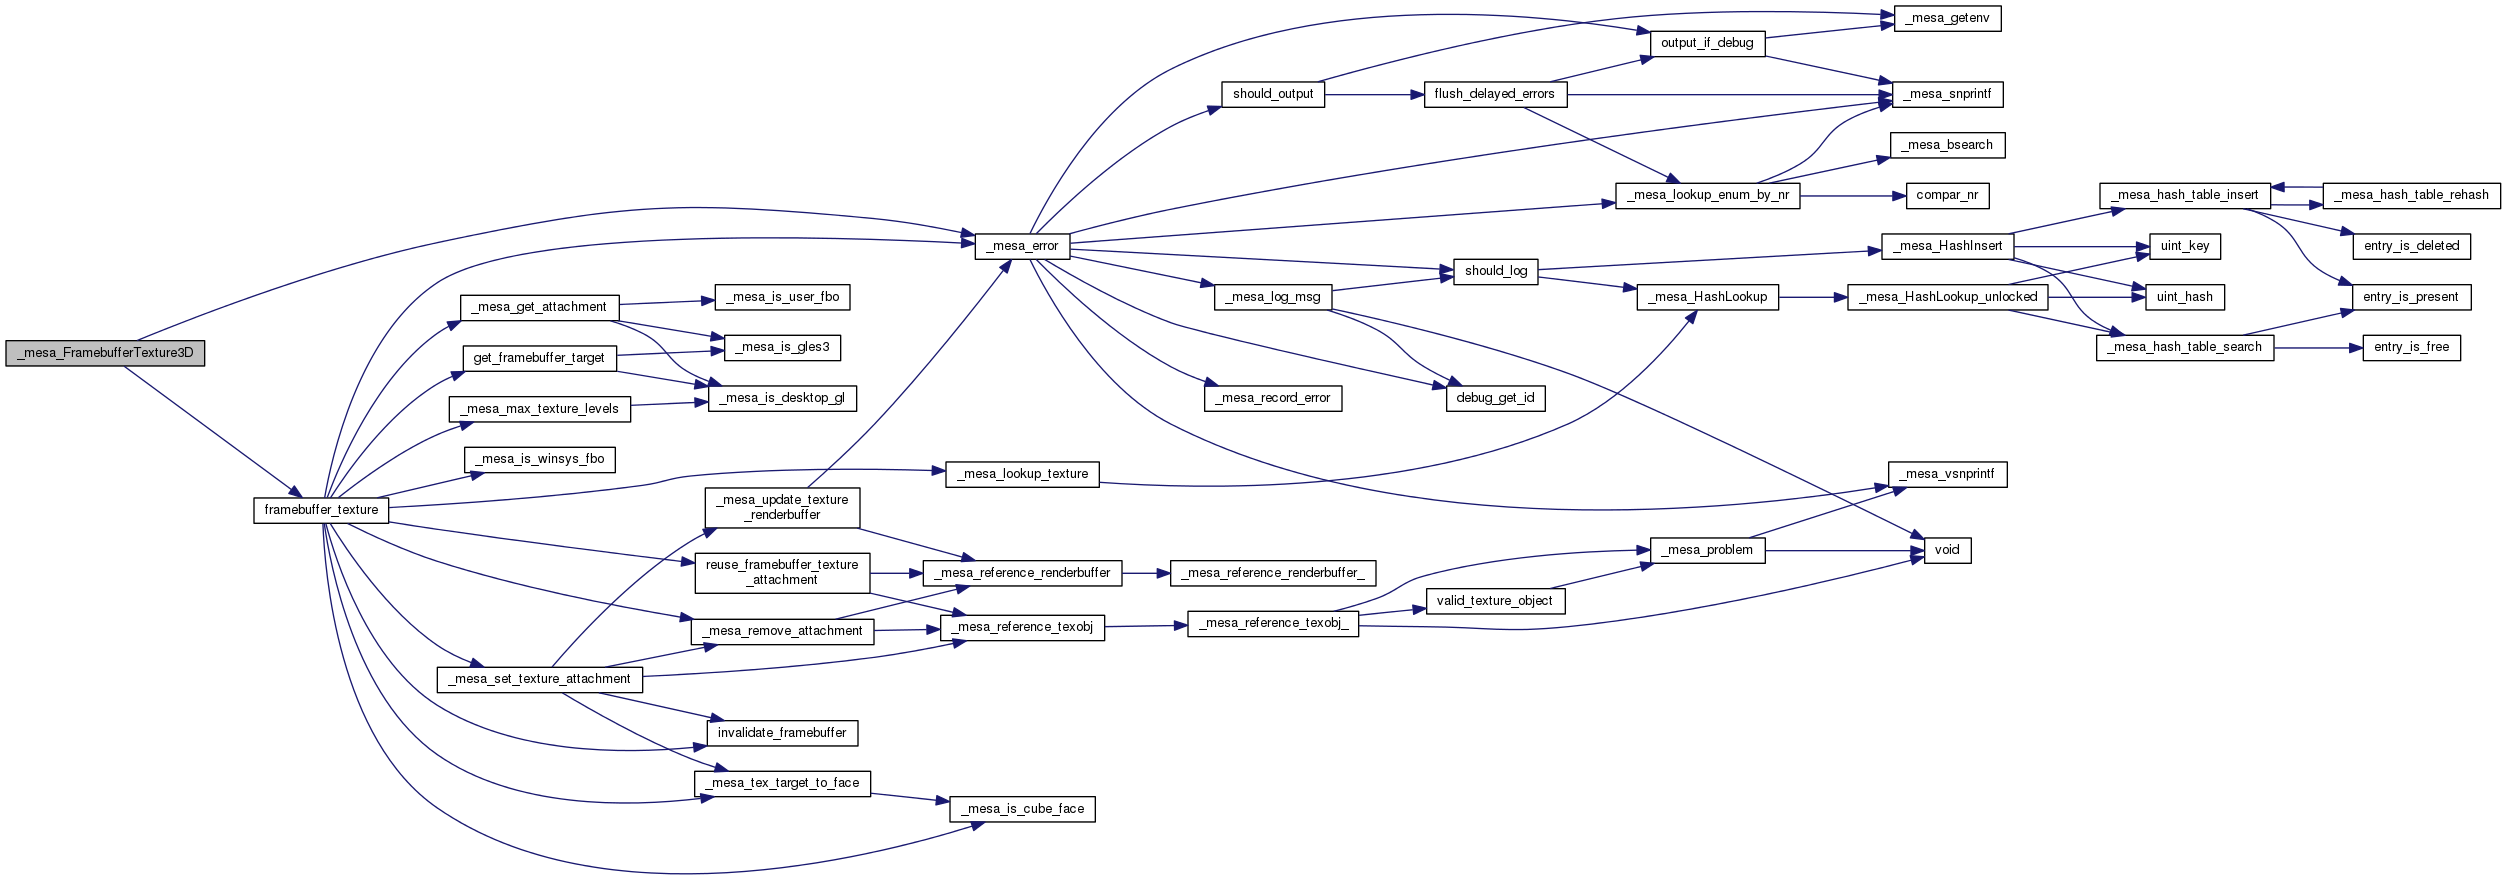 _mesa_FramebufferTexture3D
framebuffer_texture
_mesa_get_attachment
get_framebuffer_target
_mesa_max_texture_levels
_mesa_is_winsys_fbo
_mesa_set_texture_attachment
_mesa_is_user_fbo
_mesa_is_gles3
_mesa_is_desktop_gl
_mesa_update_texture
_renderbuffer
reuse_framebuffer_texture
_attachment
_mesa_remove_attachment
invalidate_framebuffer
_mesa_tex_target_to_face
_mesa_error
_mesa_lookup_texture
_mesa_reference_renderbuffer
_mesa_reference_texobj
_mesa_is_cube_face
should_output
_mesa_log_msg
_mesa_record_error
_mesa_reference_renderbuffer_
_mesa_reference_texobj_
flush_delayed_errors
should_log
debug_get_id
valid_texture_object
output_if_debug
_mesa_lookup_enum_by_nr
_mesa_HashLookup
_mesa_problem
_mesa_getenv
_mesa_snprintf
_mesa_bsearch
compar_nr
_mesa_HashInsert
_mesa_HashLookup_unlocked
_mesa_vsnprintf
void
_mesa_hash_table_insert
uint_key
uint_hash
_mesa_hash_table_search
_mesa_hash_table_rehash
entry_is_deleted
entry_is_present
entry_is_free